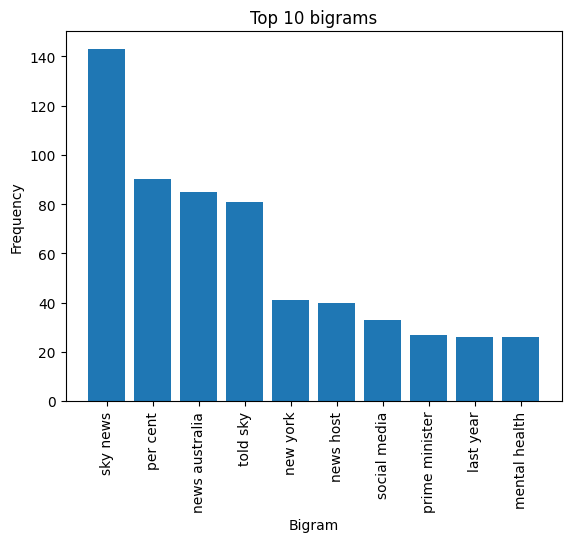 Top 10 bigrams
140
120
100
80
60
40
20
0
Frequency
sky news
per cent
news australia
told sky
new york
news host
social media
prime minister
last year
mental health
Bigram